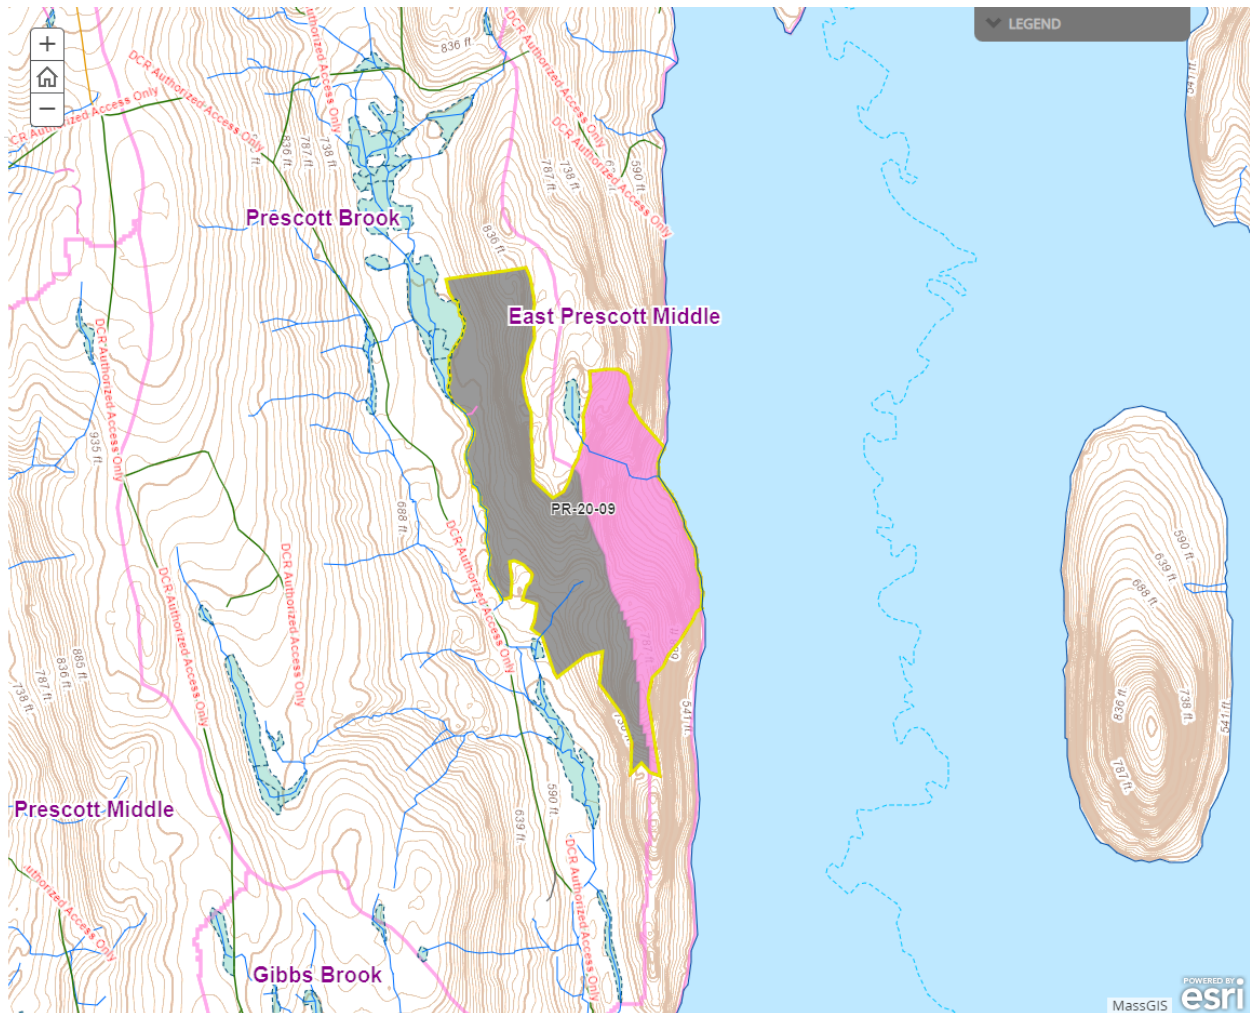 +
−
LEGEND
836 ft.
DCR Authorized Access Only
DCR Authorized Access Only
DCR Authorized Access Only
DCR Authorized Access Only
836 ft.
787 ft.
738 ft.
787 ft.
738 ft.
590 ft.
541 ft.
Prescott Brook
836 ft.
East Prescott Middle
DCR Authorized Access Only
935 ft.
688 ft.
PR-20-09
DCR Authorized Access Only
DCR Authorized Access Only
DCR Authorized Access Only
590 ft.
639 ft.
688 ft.
787 ft.
885 ft.
836 ft.
787 ft.
738 ft.
541 ft.
836 ft.
738 ft.
541 ft.
787 ft.
Prescott Middle
590 ft.
639 ft.
DCR Authorized Access Only
Authorized Access Only
Gibbs Brook
MassGIS
POWERED BY
esri